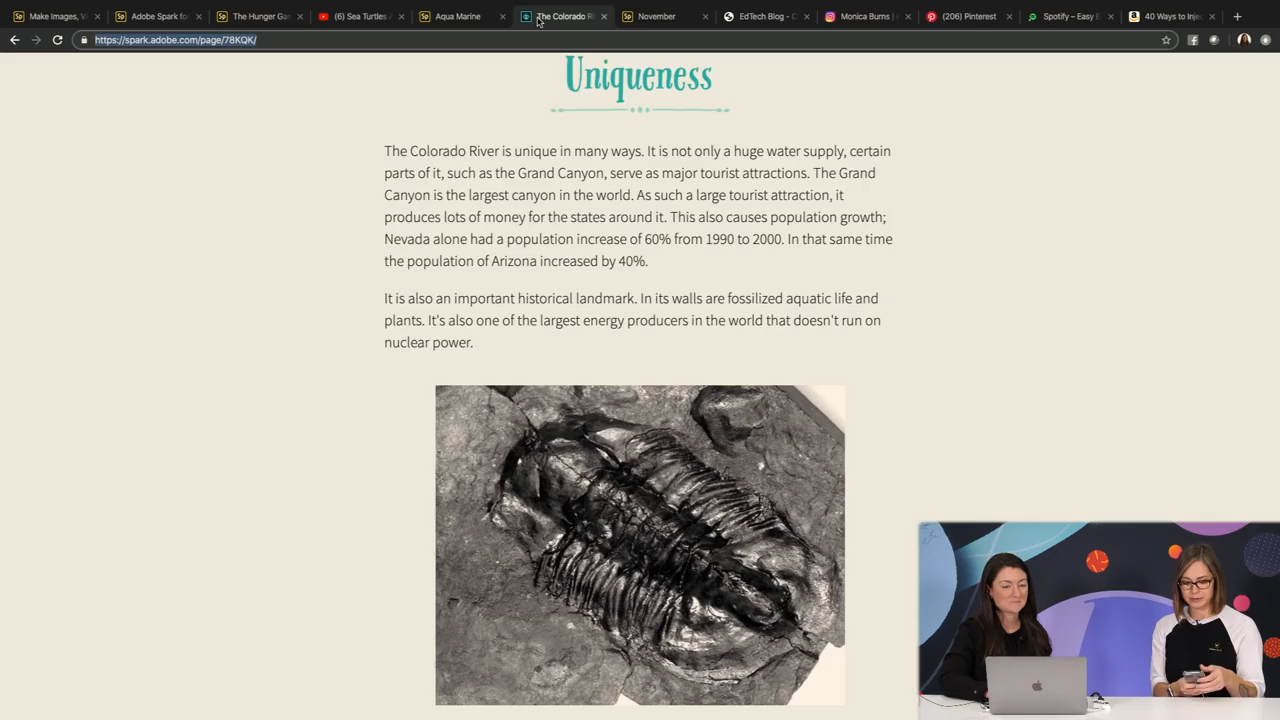 Make Images, V
Adobe Spark for
The Hunger Gar
(6) Sea Turtles
Aqua Marine
The Colorado Ri
November
EdTech Blog – C
Monica Burns |
(206) Pinterest
Spotify – Easy E
40 Ways to Injec
https://spark.adobe.com/page/78KQK/
Uniqueness
The Colorado River is unique in many ways. It is not only a huge water supply, certain
parts of it, such as the Grand Canyon, serve as major tourist attractions. The Grand
Canyon is the largest canyon in the world. As such a large tourist attraction, it
produces lots of money for the states around it. This also causes population growth;
Nevada alone had a population increase of 60% from 1990 to 2000. In that same time
the population of Arizona increased by 40%.
It is also an important historical landmark. In its walls are fossilized aquatic life and
plants. It's also one of the largest energy producers in the world that doesn't run on
nuclear power.